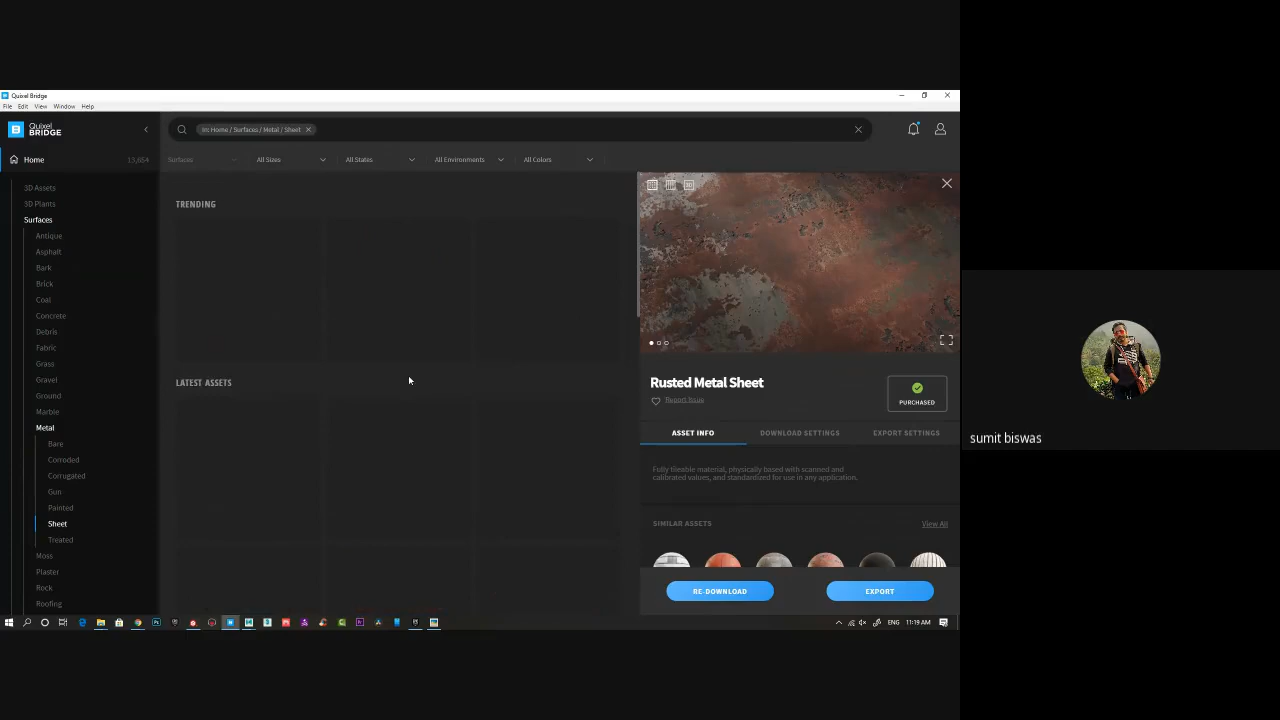 Quixel Bridge
File Edit View Window Help
Quixel
BRIDGE
In: Home / Surfaces / Metal / Sheet
Home 13,654
Surfaces All Sizes All States All Environments All Colors
3D Assets
3D Plants
Surfaces
Antique
Asphalt
Bark
Brick
Coal
Concrete
Debris
Fabric
Grass
Gravel
Ground
Marble
Metal
Bare
Corroded
Corrugated
Gun
Painted
Sheet
Treated
Moss
Plaster
Rock
Roofing
TRENDING
LATEST ASSETS
3D
Rusted Metal Sheet
Report Issue
PURCHASED
ASSET INFO DOWNLOAD SETTINGS EXPORT SETTINGS
Fully tileable material, physically based with scanned and
calibrated values, and standardized for use in any application.
SIMILAR ASSETS View All
RE-DOWNLOAD EXPORT
ENG 11:19 AM
sumit biswas